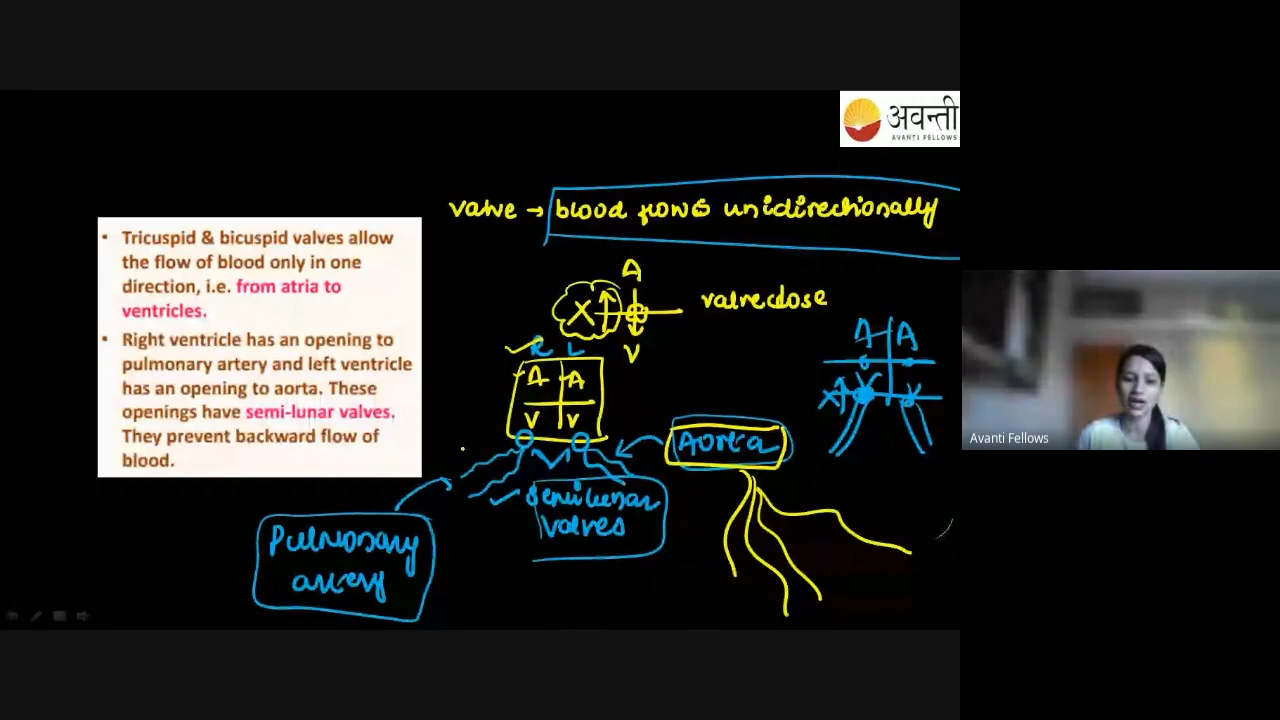 अवन्ती
AVANTI FELLOWS
valve → blood flows unidirectionally
• Tricuspid & bicuspid valves allow
the flow of blood only in one
direction, i.e. from atria to
ventricles.
• Right ventricle has an opening to
pulmonary artery and left ventricle
has an opening to aorta. These
openings have semi-lunar valves.
They prevent backward flow of
blood.
A
X
valve close
V
R L
A A
V V
A A
V V
Aorta
Semilunar
valves
Pulmonary
artery
Avanti Fellows